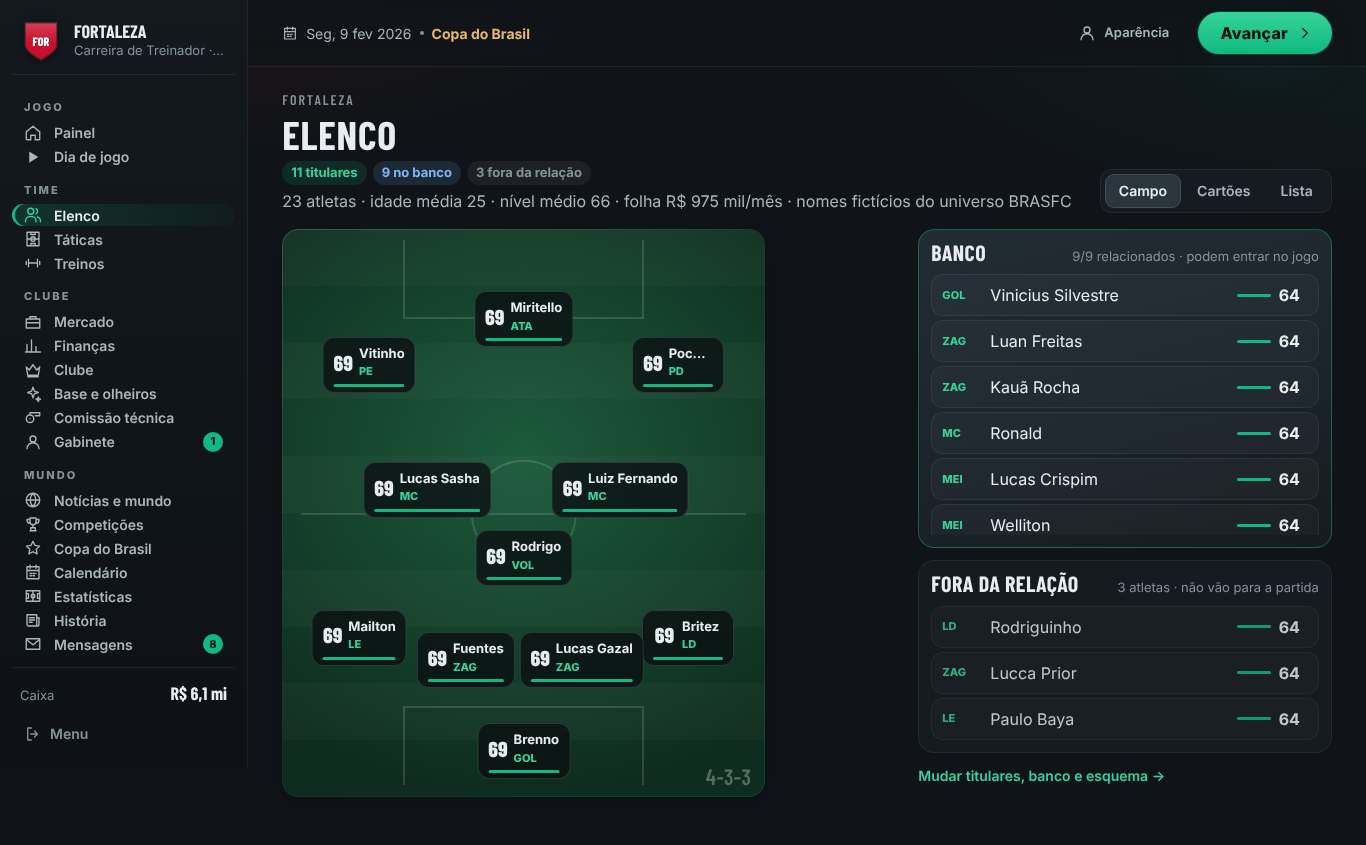 FOR
FORTALEZA
Carreira de Treinador ·…
JOGO
Painel
Dia de jogo
TIME
Elenco
Táticas
Treinos
CLUBE
Mercado
Finanças
Clube
Base e olheiros
Comissão técnica
Gabinete 1
MUNDO
Notícias e mundo
Competições
Copa do Brasil
Calendário
Estatísticas
História
Mensagens 8
Caixa R$ 6,1 mi
Menu
Seg, 9 fev 2026 • Copa do Brasil
Aparência
Avançar
FORTALEZA
ELENCO
11 titulares 9 no banco 3 fora da relação
23 atletas · idade média 25 · nível médio 66 · folha R$ 975 mil/mês · nomes fictícios do universo BRASFC
Campo Cartões Lista
69 Miritello
ATA
69 Vitinho
PE
69 Poc…
PD
69 Lucas Sasha
MC
69 Luiz Fernando
MC
69 Rodrigo
VOL
69 Mailton
LE
69 Fuentes
ZAG
69 Lucas Gazal
ZAG
69 Britez
LD
69 Brenno
GOL
4-3-3
BANCO 9/9 relacionados · podem entrar no jogo
GOL Vinicius Silvestre 64
ZAG Luan Freitas 64
ZAG Kauã Rocha 64
MC Ronald 64
MEI Lucas Crispim 64
MEI Welliton 64
FORA DA RELAÇÃO 3 atletas · não vão para a partida
LD Rodriguinho 64
ZAG Lucca Prior 64
LE Paulo Baya 64
Mudar titulares, banco e esquema →